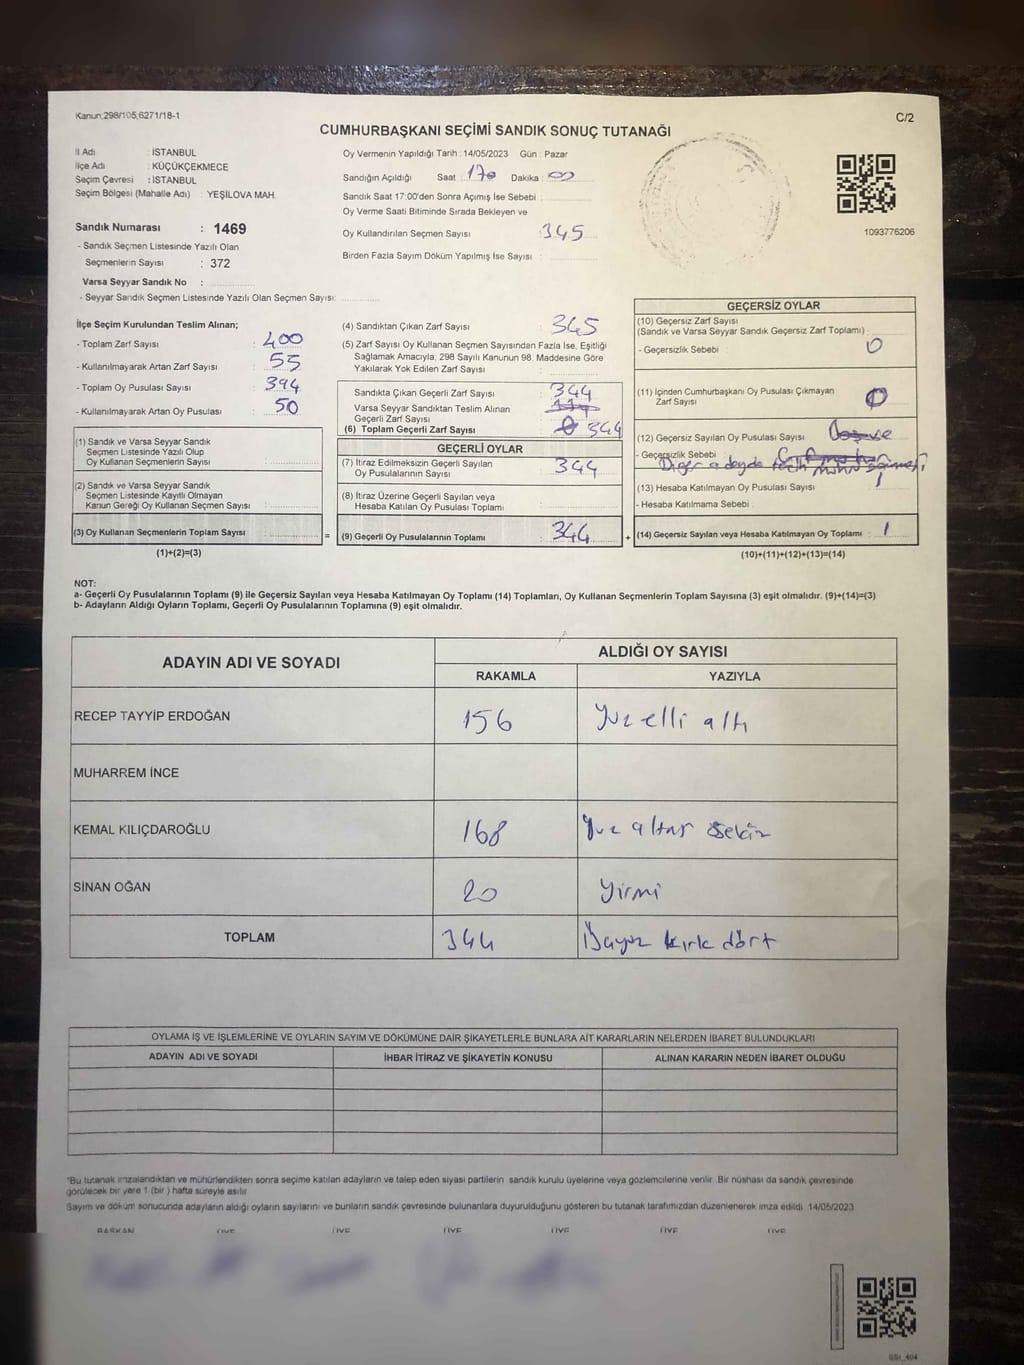 Kanun:298/105,6271/18-1
C/2
CUMHURBAŞKANI SEÇİMİ SANDIK SONUÇ TUTANAĞI
İl Adı : İSTANBUL
İlçe Adı : KÜÇÜKÇEKMECE
Seçim Çevresi : İSTANBUL
Seçim Bölgesi (Mahalle Adı) : YEŞİLOVA MAH.
Sandık Numarası : 1469
- Sandık Seçmen Listesinde Yazılı Olan
Seçmenlerin Sayısı : 372
Varsa Seyyar Sandık No :
- Seyyar Sandık Seçmen Listesinde Yazılı Olan Seçmen Sayısı:
Oy Vermenin Yapıldığı Tarih : 14/05/2023 Gün : Pazar
Sandığın Açıldığı Saat : 170 Dakika : 00
Sandık Saat 17:00'den Sonra Açımış İse Sebebi :
Oy Verme Saati Bitiminde Sırada Bekleyen ve
Oy Kullandırılan Seçmen Sayısı : 345
Birden Fazla Sayım Döküm Yapılmış İse Sayısı :
1093776206
İlçe Seçim Kurulundan Teslim Alınan;
- Toplam Zarf Sayısı : 400
- Kullanılmayarak Artan Zarf Sayısı : 55
- Toplam Oy Pusulası Sayısı : 394
- Kullanılmayarak Artan Oy Pusulası : 50
(1) Sandık ve Varsa Seyyar Sandık
Seçmen Listesinde Yazılı Olup
Oy Kullanan Seçmenlerin Sayısı :
(2) Sandık ve Varsa Seyyar Sandık
Seçmen Listesinde Kayıtlı Olmayan
Kanun Gereği Oy Kullanan Seçmen Sayısı :
(3) Oy Kullanan Seçmenlerin Toplam Sayısı :
(1)+(2)=(3)
=
(4) Sandıktan Çıkan Zarf Sayısı : 345
(5) Zarf Sayısı Oy Kullanan Seçmen Sayısından Fazla İse, Eşitliği
Sağlamak Amacıyla, 298 Sayılı Kanunun 98. Maddesine Göre
Yakılarak Yok Edilen Zarf Sayısı :
Sandıkta Çıkan Geçerli Zarf Sayısı : 344
Varsa Seyyar Sandıktan Teslim Alınan
Geçerli Zarf Sayısı :
(6) Toplam Geçerli Zarf Sayısı : 344
GEÇERLİ OYLAR
(7) İtiraz Edilmeksizin Geçerli Sayılan
Oy Pusulalarının Sayısı : 344
(8) İtiraz Üzerine Geçerli Sayılan veya
Hesaba Katılan Oy Pusulası Toplamı :
(9) Geçerli Oy Pusulalarının Toplamı : 344
+
GEÇERSİZ OYLAR
(10) Geçersiz Zarf Sayısı
(Sandık ve Varsa Seyyar Sandık Geçersiz Zarf Toplamı) : 0
- Geçersizlik Sebebi :
(11) İçinden Cumhurbaşkanı Oy Pusulası Çıkmayan
Zarf Sayısı : 0
(12) Geçersiz Sayılan Oy Pusulası Sayısı :
- Geçersizlik Sebebi :
Diğer adayda
(13) Hesaba Katılmayan Oy Pusulası Sayısı : 1
- Hesaba Katılmama Sebebi :
(14) Geçersiz Sayılan veya Hesaba Katılmayan Oy Toplamı : 1
(10)+(11)+(12)+(13)=(14)
NOT:
a- Geçerli Oy Pusulalarının Toplamı (9) ile Geçersiz Sayılan veya Hesaba Katılmayan Oy Toplamı (14) Toplamları, Oy Kullanan Seçmenlerin Toplam Sayısına (3) eşit olmalıdır. (9)+(14)=(3)
b- Adayların Aldığı Oyların Toplamı, Geçerli Oy Pusulalarının Toplamına (9) eşit olmalıdır.
ADAYIN ADI VE SOYADI
ALDIĞI OY SAYISI
RAKAMLA YAZIYLA
RECEP TAYYİP ERDOĞAN 156 Yüz elli altı
MUHARREM İNCE
KEMAL KILIÇDAROĞLU 168 Yüz altmış sekiz
SİNAN OĞAN 20 Yirmi
TOPLAM 344 Üçyüz kırk dört
OYLAMA İŞ VE İŞLEMLERİNE VE OYLARIN SAYIM VE DÖKÜMÜNE DAİR ŞİKAYETLERLE BUNLARA AİT KARARLARIN NELERDEN İBARET BULUNDUKLARI
ADAYIN ADI VE SOYADI İHBAR İTİRAZ VE ŞİKAYETİN KONUSU ALINAN KARARIN NEDEN İBARET OLDUĞU
*Bu tutanak imzalandıktan ve mühürlendikten sonra seçime katılan adayların ve talep eden siyasi partilerin sandık kurulu üyelerine veya gözlemcilerine verilir. Bir nüshası da sandık çevresinde
görülecek bir yere 1 (bir ) hafta süreyle asılır.
Sayım ve döküm sonucunda adayların aldığı oyların sayılarını ve bunların sandık çevresinde bulunanlara duyurulduğunu gösteren bu tutanak tarafımızdan düzenlenerek imza edildi. 14/05/2023
BAŞKAN ÜYE ÜYE ÜYE ÜYE ÜYE ÜYE